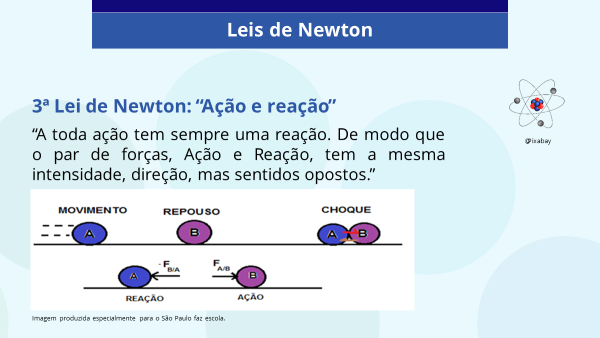 Leis de Newton
3ª Lei de Newton: “Ação e reação”
“A toda ação tem sempre uma reação. De modo que
o par de forças, Ação e Reação, tem a mesma
intensidade, direção, mas sentidos opostos.”
@ixabay
MOVIMENTO REPOUSO CHOQUE
A B A B
A - F B/A F A/B B
REAÇÃO AÇÃO
Imagem produzida especialmente para o São Paulo faz escola.